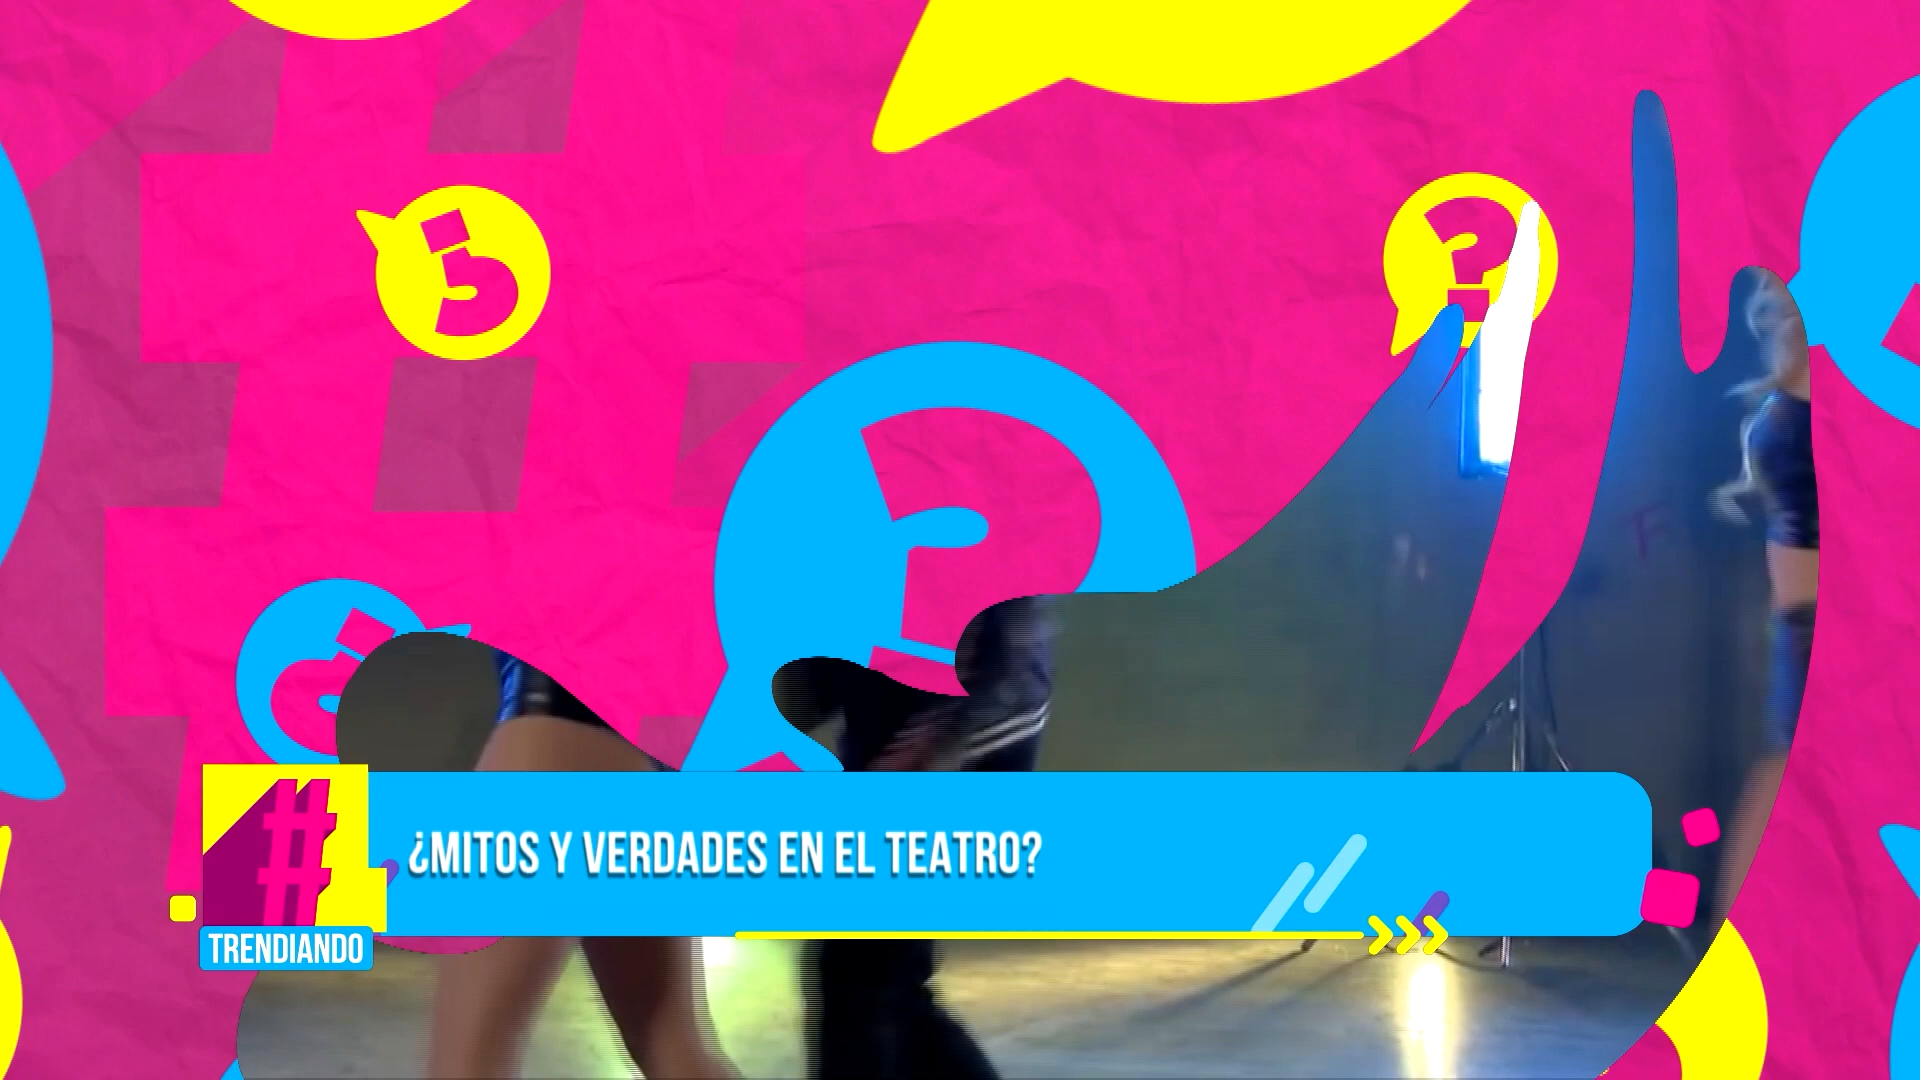 ¿MITOS Y VERDADES EN EL TEATRO?
#
TRENDIANDO